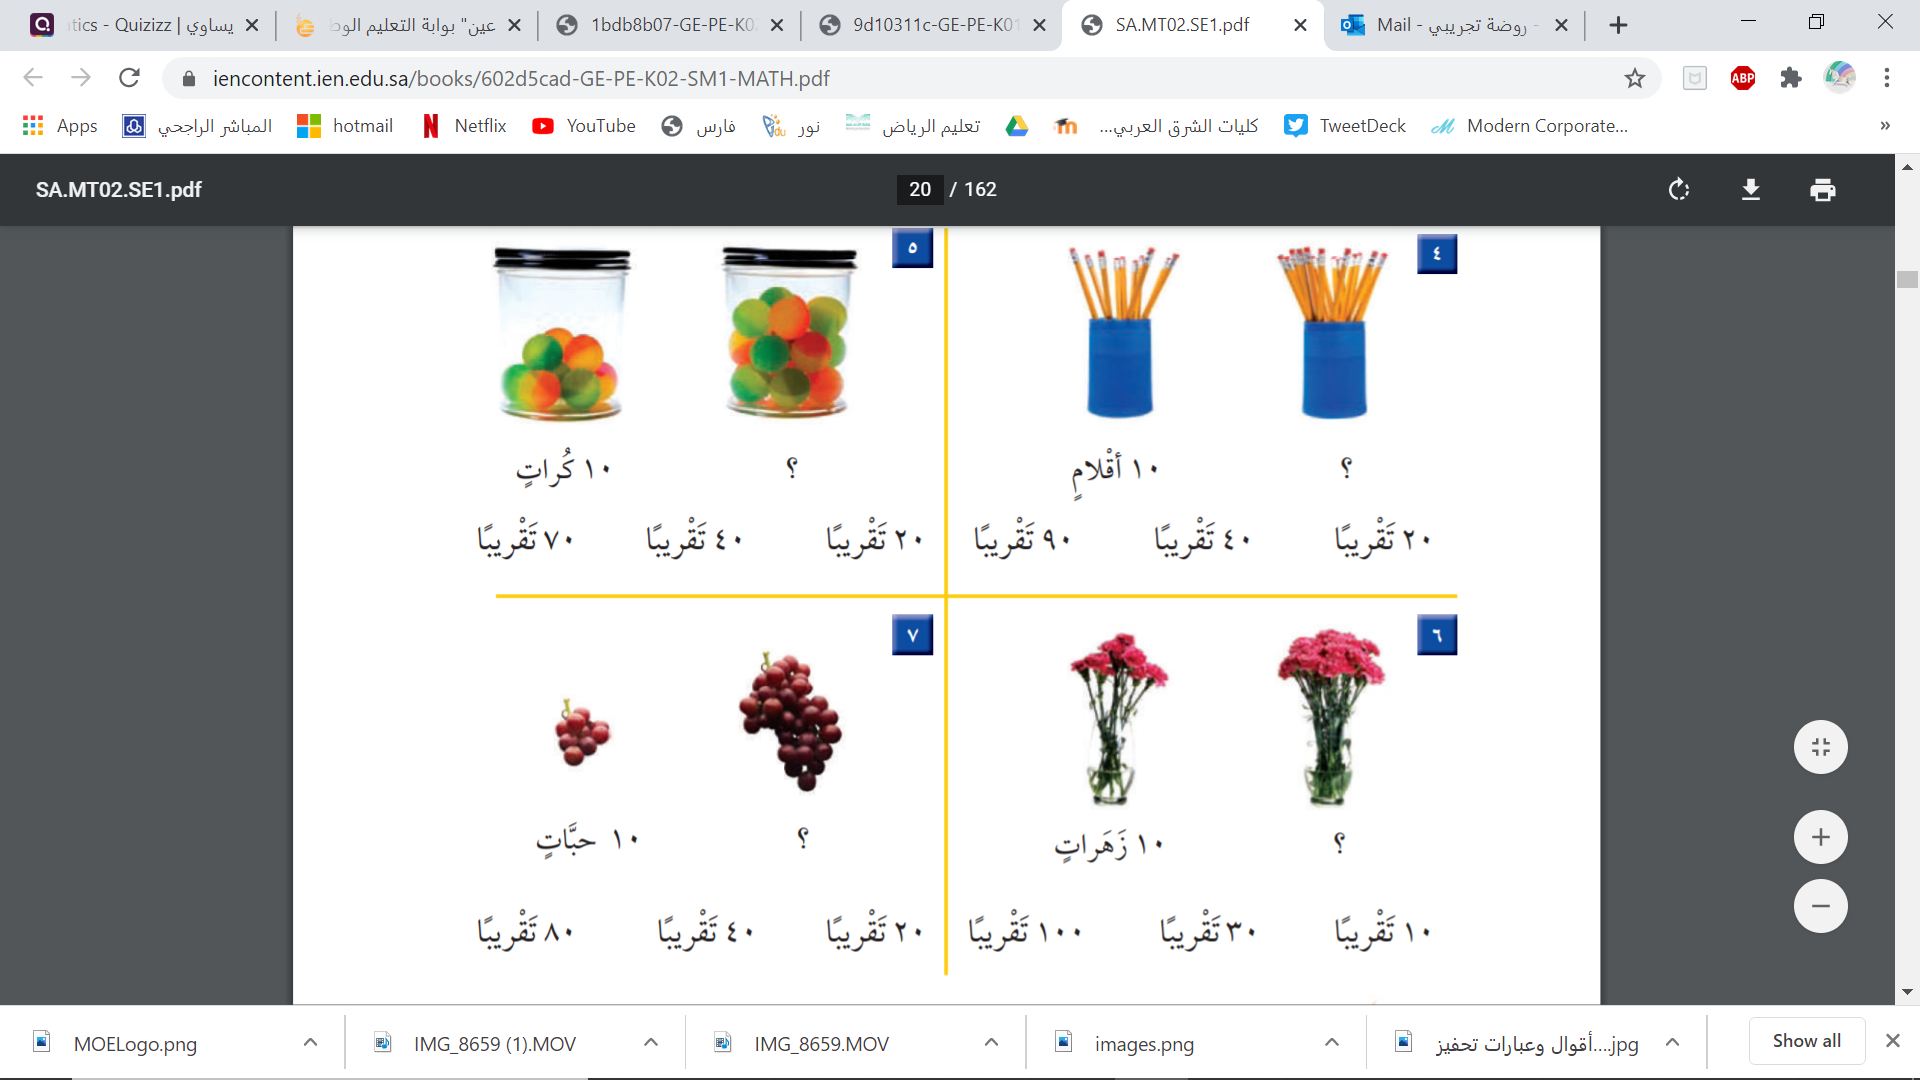 tics - Quizizz | يساوي
عين" بوابة التعليم الوط
1bdb8b07-GE-PE-K02
9d10311c-GE-PE-K01
SA.MT02.SE1.pdf
Mail - روضة تجريبي -
iencontent.ien.edu.sa/books/602d5cad-GE-PE-K02-SM1-MATH.pdf
ABP
Apps
المباشر الراجحي
hotmail
Netflix
YouTube
فارس
نور
تعليم الرياض
كليات الشرق العربي...
TweetDeck
Modern Corporate...
»
SA.MT02.SE1.pdf
20 / 162
٤
؟
١٠ أقْلامٍ
٢٠ تَقْريبًا
٤٠ تَقْريبًا
٩٠ تَقْريبًا
٥
؟
١٠ كُراتٍ
٢٠ تَقْريبًا
٤٠ تَقْريبًا
٧٠ تَقْريبًا
٦
؟
١٠ زَهَراتٍ
١٠ تَقْريبًا
٣٠ تَقْريبًا
١٠٠ تَقْريبًا
٧
؟
١٠ حبَّاتٍ
٢٠ تَقْريبًا
٤٠ تَقْريبًا
٨٠ تَقْريبًا
MOELogo.png
IMG_8659 (1).MOV
IMG_8659.MOV
images.png
أقوال وعبارات تحفيز....jpg
Show all